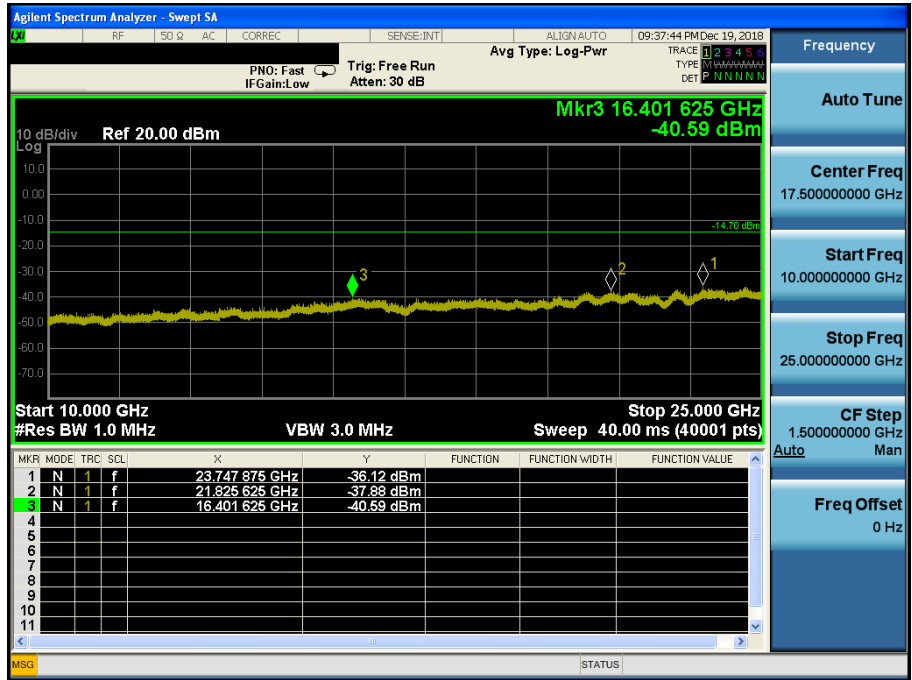 Agilent Spectrum Analyzer - Swept SA
LXI RF 50 Ω AC CORREC SENSE:INT ALIGN AUTO 09:37:44 PM Dec 19, 2018
Frequency
Avg Type: Log-Pwr TRACE 1 2 3 4 5 6
PNO: Fast Trig: Free Run TYPE M WWWWW
IFGain:Low Atten: 30 dB DET P N N N N N
Auto Tune
Mkr3 16.401 625 GHz
-40.59 dBm
10 dB/div Ref 20.00 dBm
Log
10.0
0.00
-10.0
-20.0
-30.0
-40.0
-50.0
-60.0
-70.0
-14.70 dBm
3
2
1
Center Freq
17.500000000 GHz
Start Freq
10.000000000 GHz
Stop Freq
25.000000000 GHz
Start 10.000 GHz Stop 25.000 GHz
#Res BW 1.0 MHz VBW 3.0 MHz Sweep 40.00 ms (40001 pts)
CF Step
1.500000000 GHz
Auto Man
MKR MODE TRC SCL X Y FUNCTION FUNCTION WIDTH FUNCTION VALUE
1 N 1 f 23.747 875 GHz -36.12 dBm
2 N 1 f 21.825 625 GHz -37.88 dBm
3 N 1 f 16.401 625 GHz -40.59 dBm
4
5
6
7
8
9
10
11
Freq Offset
0 Hz
MSG STATUS